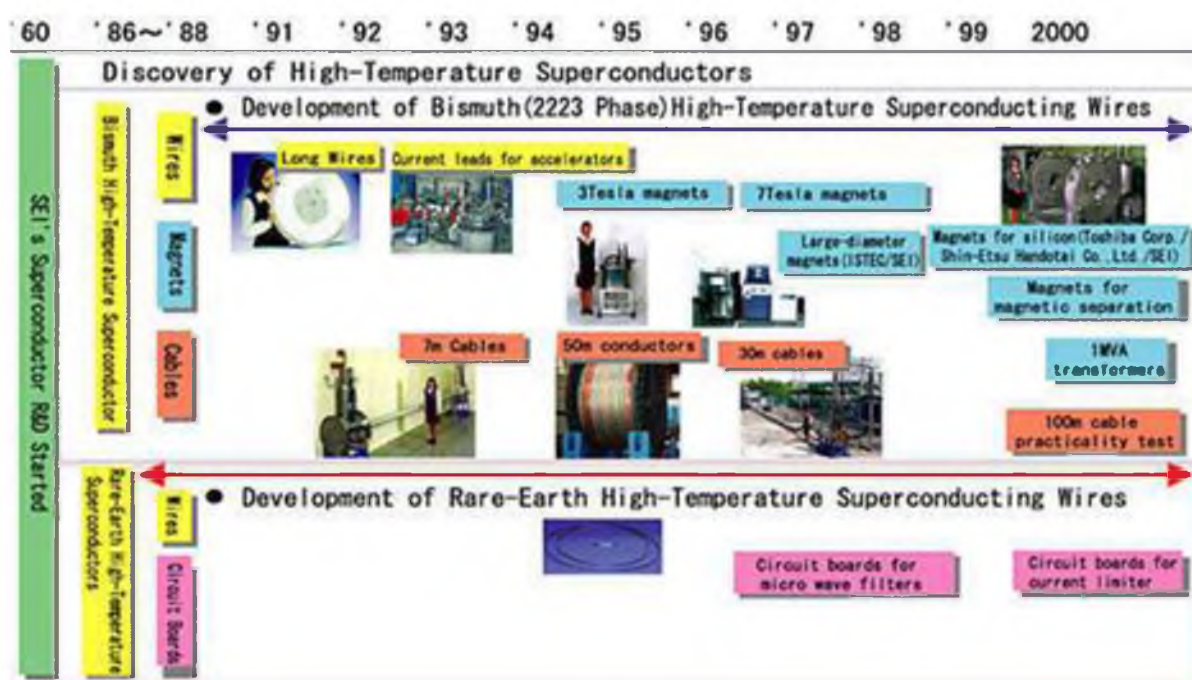 '60 '86～'88 '91 '92 '93 '94 '95 '96 '97 '98 '99 2000
Discovery of High-Temperature Superconductors
SEI's Superconductor R&D Started
Bismuth High-Temperature Superconductor
● Development of Bismuth(2223 Phase)High-Temperature Superconducting Wires
Wires
Long Wires
Current leads for accelerators
Magnets
3Tesla magnets
7Tesla magnets
Large-diameter
magnets(ISTEC/SEI)
Magnets for silicon(Toshiba Corp./
Shin-Etsu Handotai Co.,Ltd./SEI)
Magnets for
magnetic separation
Cables
7m Cables
50m conductors
30m cables
1MVA
transformers
100m cable
practicality test
Rare-Earth High-Temperature
Superconductors
Wires
● Development of Rare-Earth High-Temperature Superconducting Wires
Circuit Boards
Circuit boards for
micro wave filters
Circuit boards for
current limiter